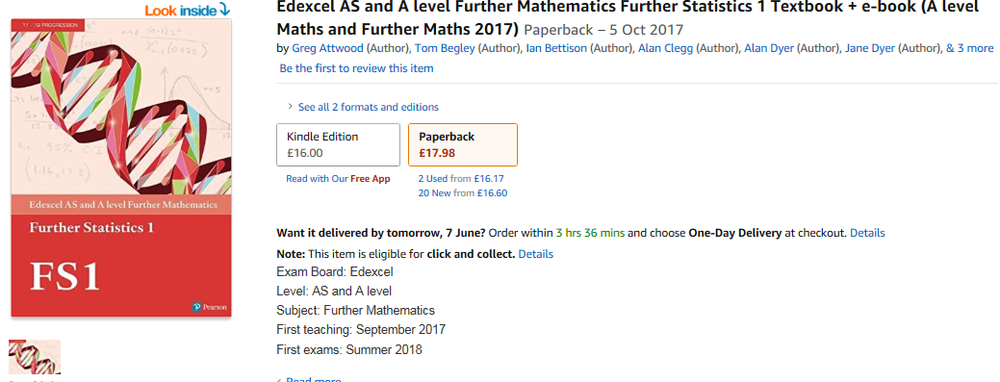 Look inside
Edexcel AS and A level Further Mathematics Further Statistics 1 Textbook + e-book (A level
Maths and Further Maths 2017) Paperback – 5 Oct 2017
by Greg Attwood (Author), Tom Begley (Author), Ian Bettison (Author), Alan Clegg (Author), Alan Dyer (Author), Jane Dyer (Author), & 3 more
Be the first to review this item
› See all 2 formats and editions
Kindle Edition
£16.00
Paperback
£17.98
Read with Our Free App
2 Used from £16.17
20 New from £16.60
Want it delivered by tomorrow, 7 June? Order within 3 hrs 36 mins and choose One-Day Delivery at checkout. Details
Note: This item is eligible for click and collect. Details
Exam Board: Edexcel
Level: AS and A level
Subject: Further Mathematics
First teaching: September 2017
First exams: Summer 2018
Read more
11 - 19 PROGRESSION
95% C.I
Edexcel AS and A level Further Mathematics
Further Statistics 1
FS1
Pearson